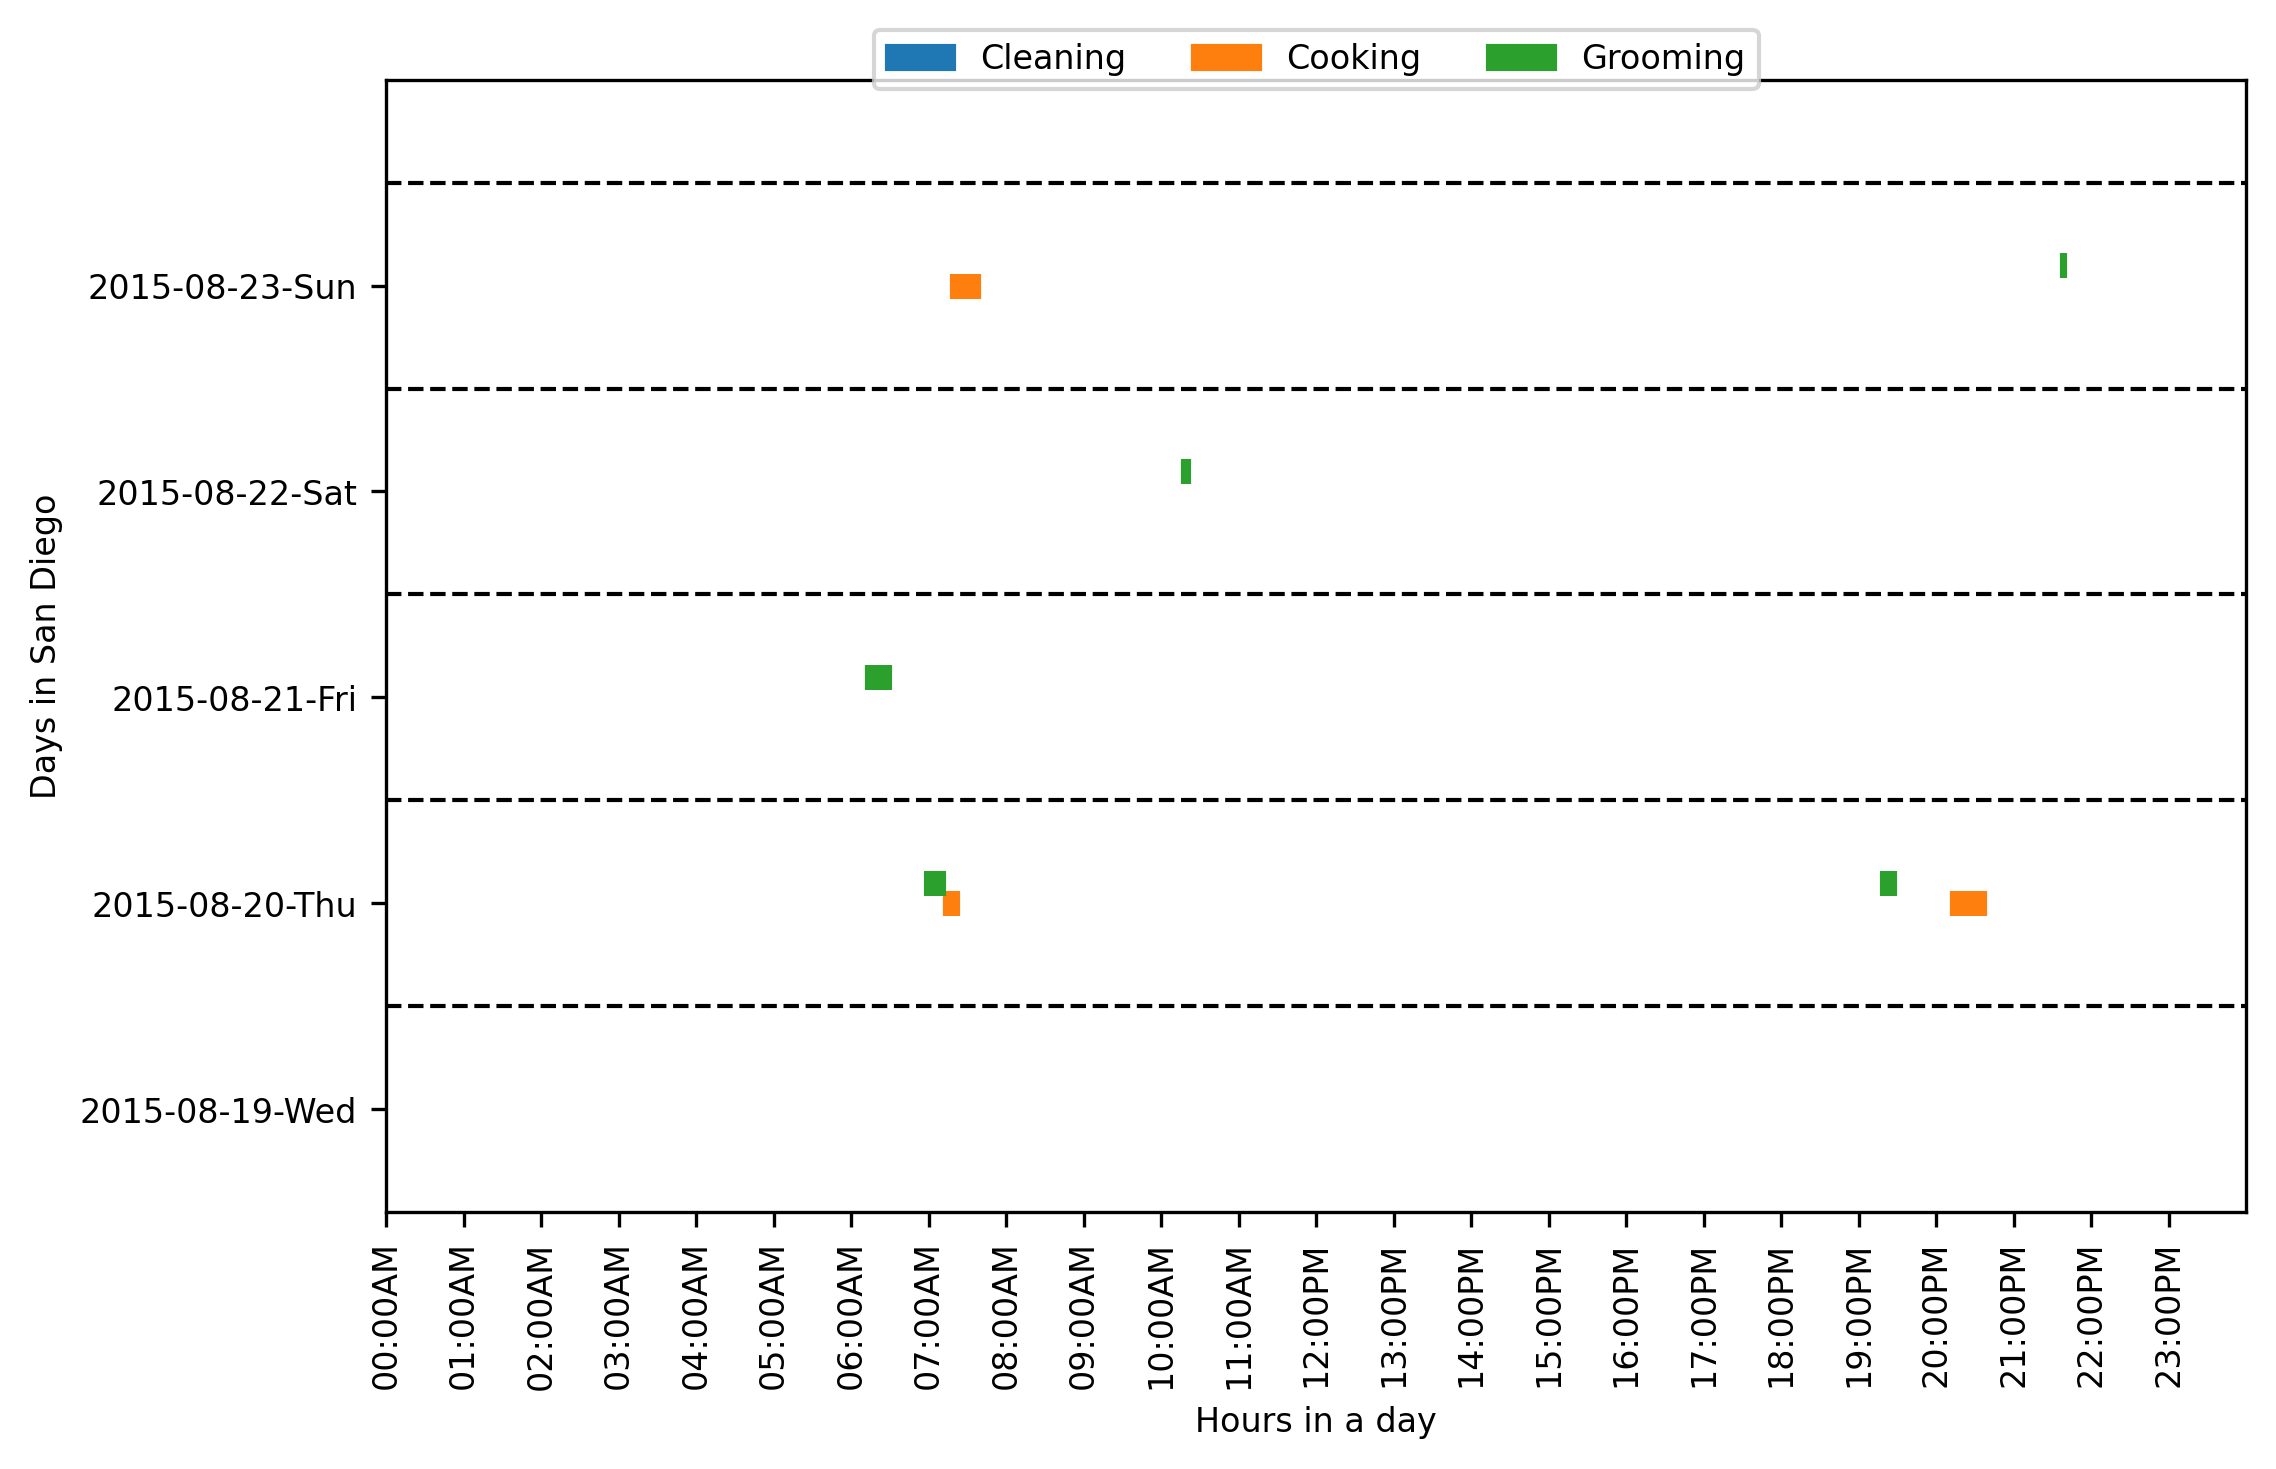 Cleaning Cooking Grooming
2015-08-23-Sun
2015-08-22-Sat
2015-08-21-Fri
2015-08-20-Thu
2015-08-19-Wed
Days in San Diego
00:00AM
01:00AM
02:00AM
03:00AM
04:00AM
05:00AM
06:00AM
07:00AM
08:00AM
09:00AM
10:00AM
11:00AM
12:00PM
13:00PM
14:00PM
15:00PM
16:00PM
17:00PM
18:00PM
19:00PM
20:00PM
21:00PM
22:00PM
23:00PM
Hours in a day